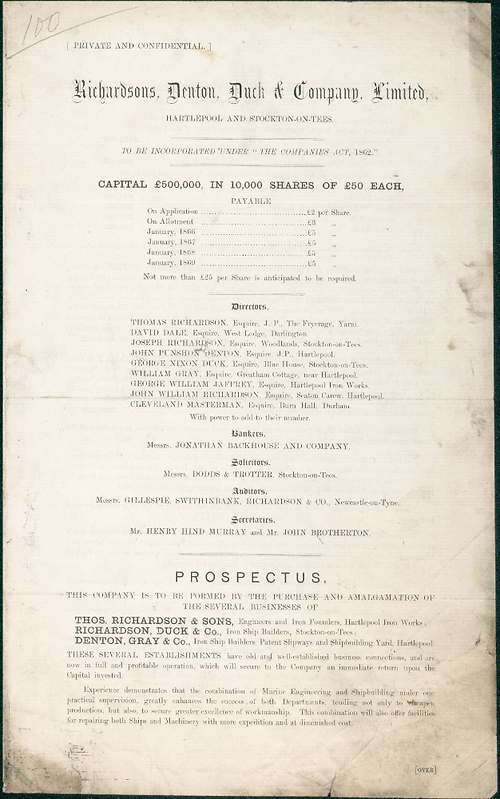 100
[ PRIVATE AND CONFIDENTIAL. ]
Richardsons, Denton, Duck & Company, Limited,
HARTLEPOOL AND STOCKTON-ON-TEES.
TO BE INCORPORATED UNDER "THE COMPANIES ACT, 1862."
CAPITAL £500,000, IN 10,000 SHARES OF £50 EACH,
PAYABLE
On Application ........................ £2 per Share.
On Allotment ........................ £3 „
January, 1866 ........................ £5 „
January, 1867 ........................ £5 „
January, 1868 ........................ £5 „
January, 1869 ........................ £5 „
Not more than £25 per Share is anticipated to be required.
Directors.
THOMAS RICHARDSON, Esquire, J. P., The Fryerage, Yarm.
DAVID DALE, Esquire, West Lodge, Darlington.
JOSEPH RICHARDSON, Esquire, Woodlands, Stockton-on-Tees.
JOHN PUNSHON DENTON, Esquire, J.P., Hartlepool.
GEORGE NIXON DUCK, Esquire, Blue House, Stockton-on-Tees.
WILLIAM GRAY, Esquire, Greatham Cottage, near Hartlepool.
GEORGE WILLIAM JAFFREY, Esquire, Hartlepool Iron Works.
JOHN WILLIAM RICHARDSON, Esquire, Seaton Carew, Hartlepool.
CLEVELAND MASTERMAN, Esquire, Burn Hall, Durham.
With power to add to their number.
Bankers.
Messrs. JONATHAN BACKHOUSE AND COMPANY.
Solicitors.
Messrs. DODDS & TROTTER, Stockton-on-Tees.
Auditors.
Messrs. GILLESPIE, SWITHINBANK, RICHARDSON & CO., Newcastle-on-Tyne.
Secretaries.
Mr. HENRY HIND MURRAY and Mr. JOHN BROTHERTON.
PROSPECTUS.
THIS COMPANY IS TO BE FORMED BY THE PURCHASE AND AMALGAMATION OF
THE SEVERAL BUSINESSES OF
THOS. RICHARDSON & SONS, Engineers and Iron Founders, Hartlepool Iron Works;
RICHARDSON, DUCK & Co., Iron Ship Builders, Stockton-on-Tees;
DENTON, GRAY & Co., Iron Ship Builders, Patent Slipways and Shipbuilding Yard, Hartlepool.
THESE SEVERAL ESTABLISHMENTS have old and well-established business connections, and are
now in full and profitable operation, which will secure to the Company an immediate return upon the
Capital invested.
Experience demonstrates that the combination of Marine Engineering and Shipbuilding under one
practical supervision, greatly enhances the success of both Departments, tending not only to cheapen
production, but also to secure greater excellence of workmanship. This combination will also offer facilities
for repairing both Ships and Machinery with more expedition and at diminished cost.
[OVER]